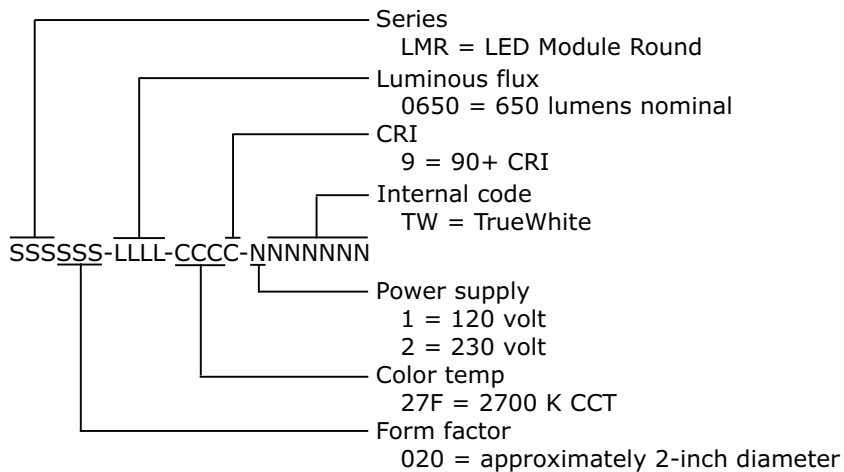 Series
LMR = LED Module Round
Luminous flux
0650 = 650 lumens nominal
CRI
9 = 90+ CRI
Internal code
TW = TrueWhite
SSSSSS-LLLL-CCCC-NNNNNNN
Power supply
1 = 120 volt
2 = 230 volt
Color temp
27F = 2700 K CCT
Form factor
020 = approximately 2-inch diameter